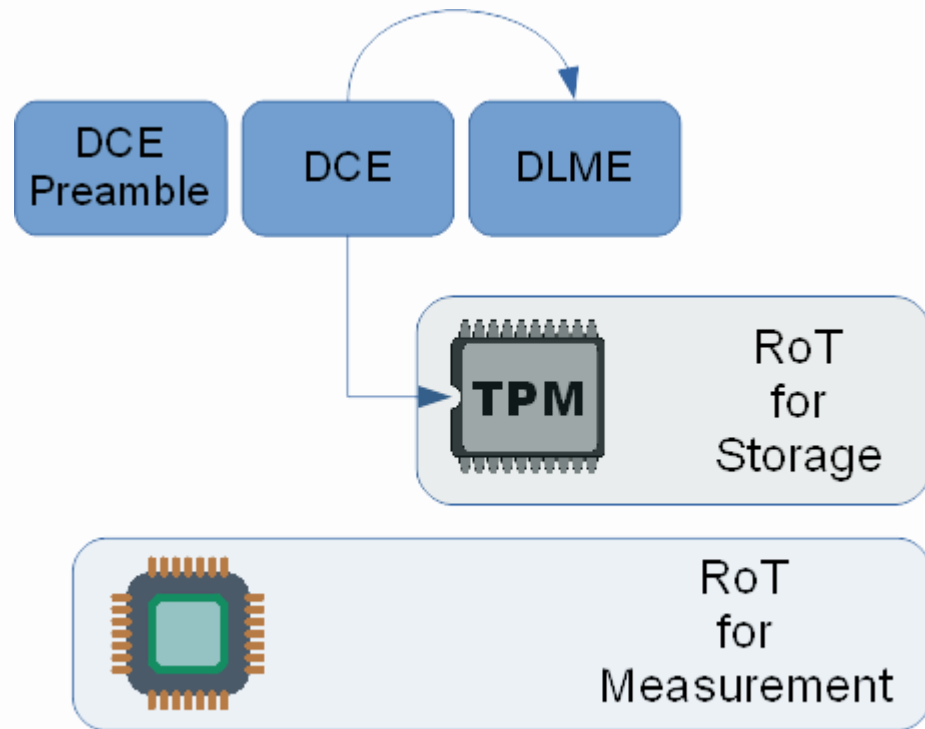 DCE
Preamble
DCE
DLME
TPM
RoT
for
Storage
RoT
for
Measurement